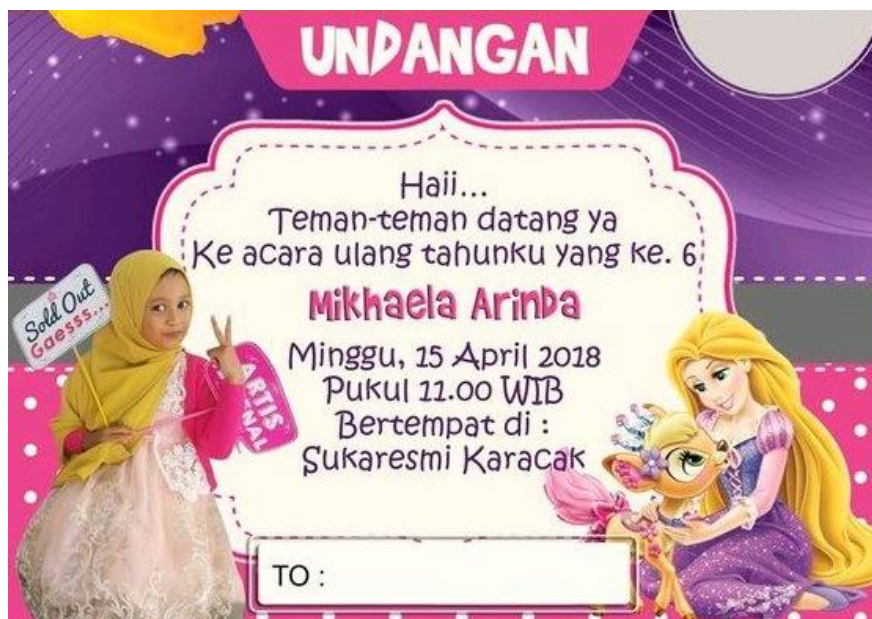 UNDANGAN
Haii...
Teman-teman datang ya
Ke acara ulang tahunku yang ke. 6
Mikhaela Arinda
Minggu, 15 April 2018
Pukul 11.00 WIB
Bertempat di :
Sukaresmi Karacak
Sold Out
Gaesss...
ARTIS
TO :